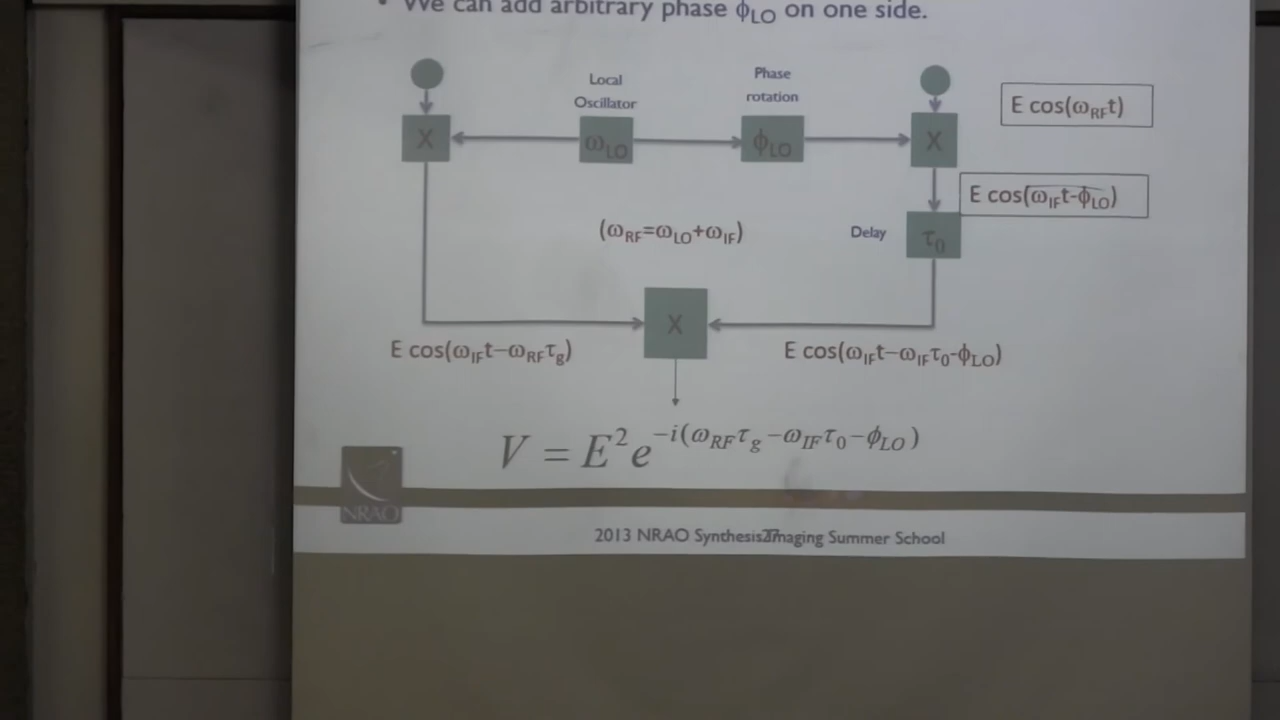 • We can add arbitrary phase ϕLO on one side.
Local
Oscillator
Phase
rotation
E cos(ωRFt)
X
ωLO
ϕLO
X
E cos(ωIFt-ϕLO)
(ωRF=ωLO+ωIF)
Delay
τ0
X
E cos(ωIFt−ωRFτg)
E cos(ωIFt−ωIFτ0-ϕLO)
V = E²e^−i(ωRFτg−ωIFτ0−ϕLO)
NRAO
2013 NRAO Synthesis Imaging Summer School